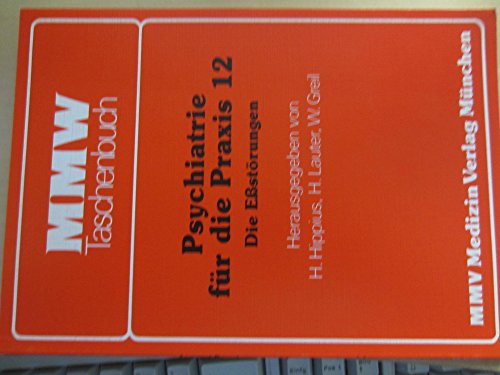 MMW
Taschenbuch
Psychiatrie
für die Praxis 12
Die Eßstörungen
Herausgegeben von
H. Hippius, H. Lauter, W. Greil
MMV Medizin Verlag München